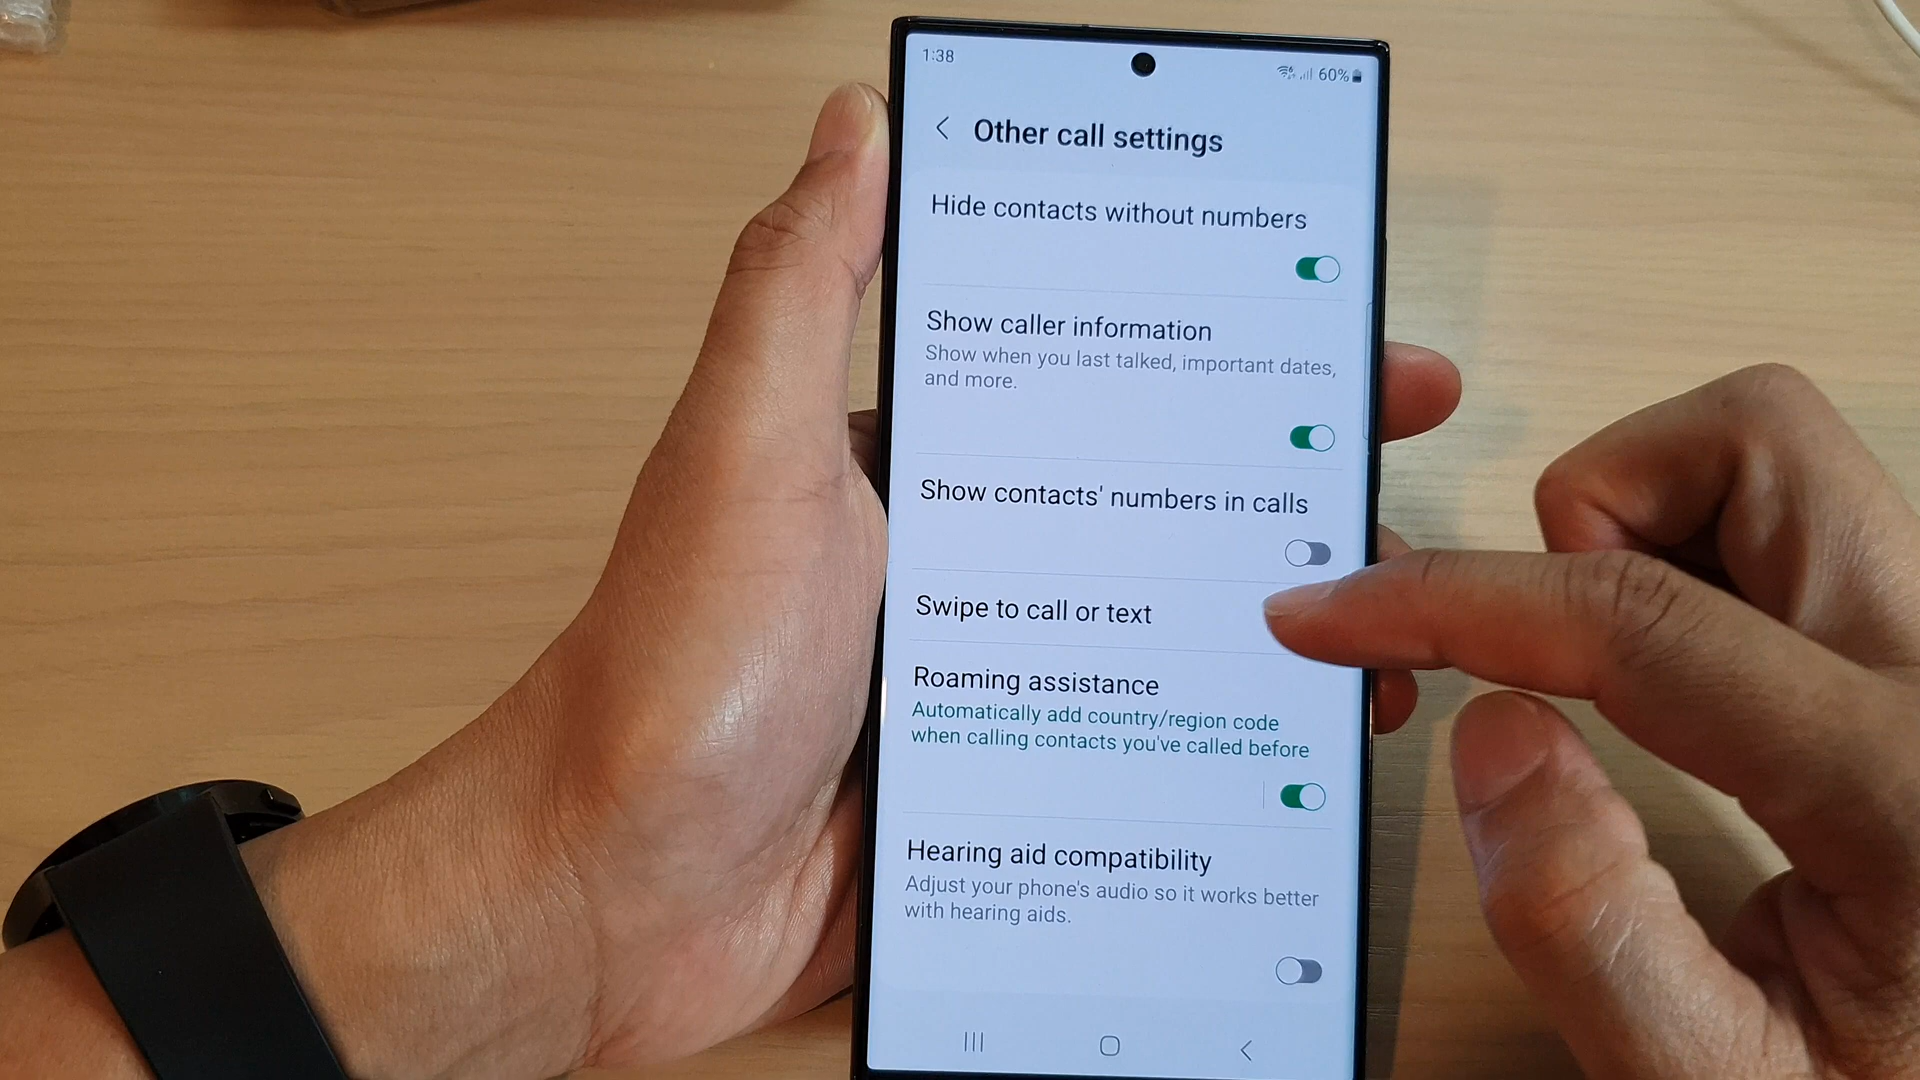 1:38
60%
Other call settings
Hide contacts without numbers
Show caller information
Show when you last talked, important dates,
and more.
Show contacts' numbers in calls
Swipe to call or text
Roaming assistance
Automatically add country/region code
when calling contacts you've called before
Hearing aid compatibility
Adjust your phone's audio so it works better
with hearing aids.